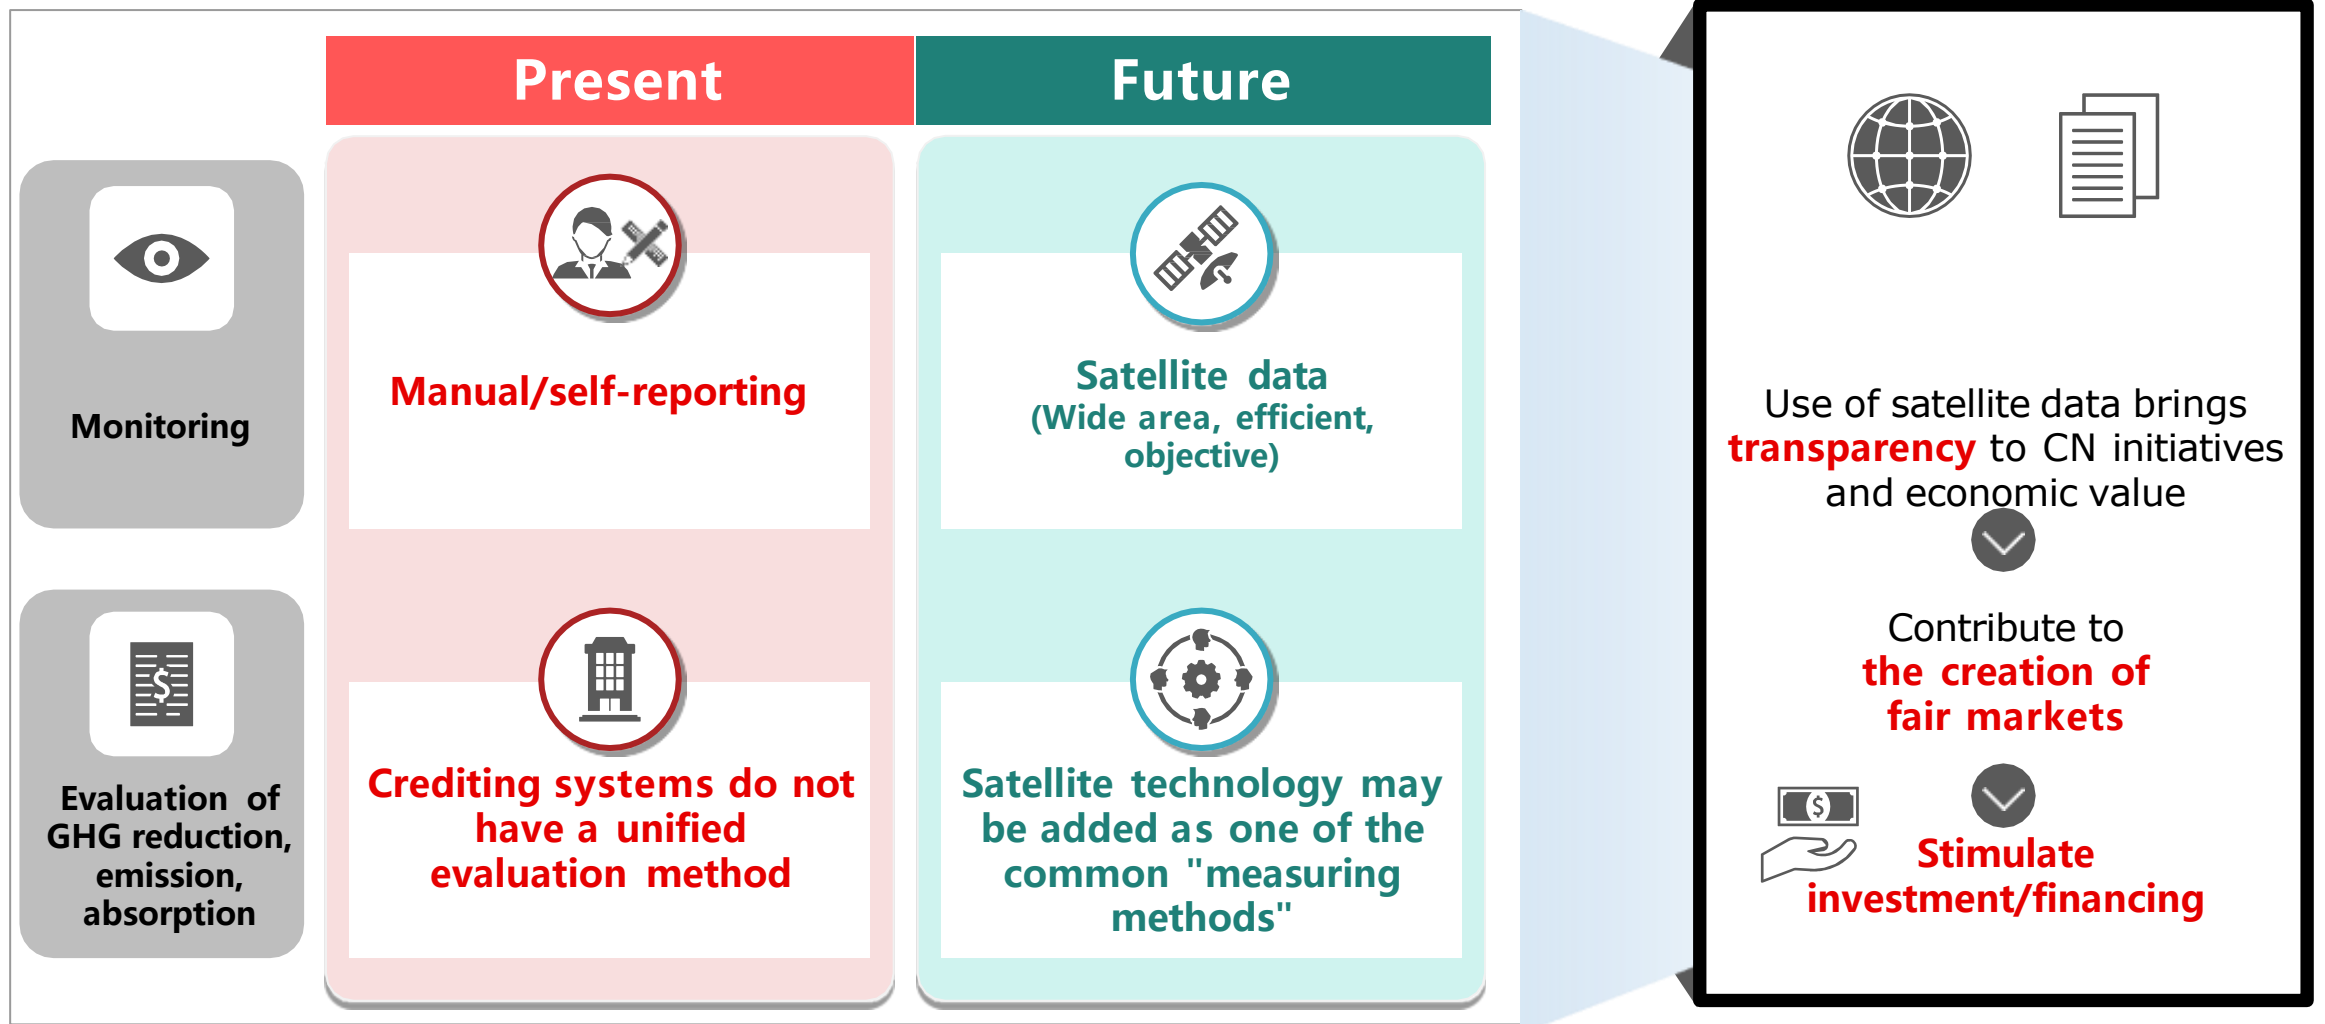 Present
Future
Monitoring
Manual/self-reporting
Satellite data
(Wide area, efficient,
objective)
Evaluation of
GHG reduction,
emission,
absorption
$
Crediting systems do not
have a unified
evaluation method
Satellite technology may
be added as one of the
common "measuring
methods"
Use of satellite data brings
transparency to CN initiatives
and economic value
Contribute to
the creation of
fair markets
$
Stimulate
investment/financing